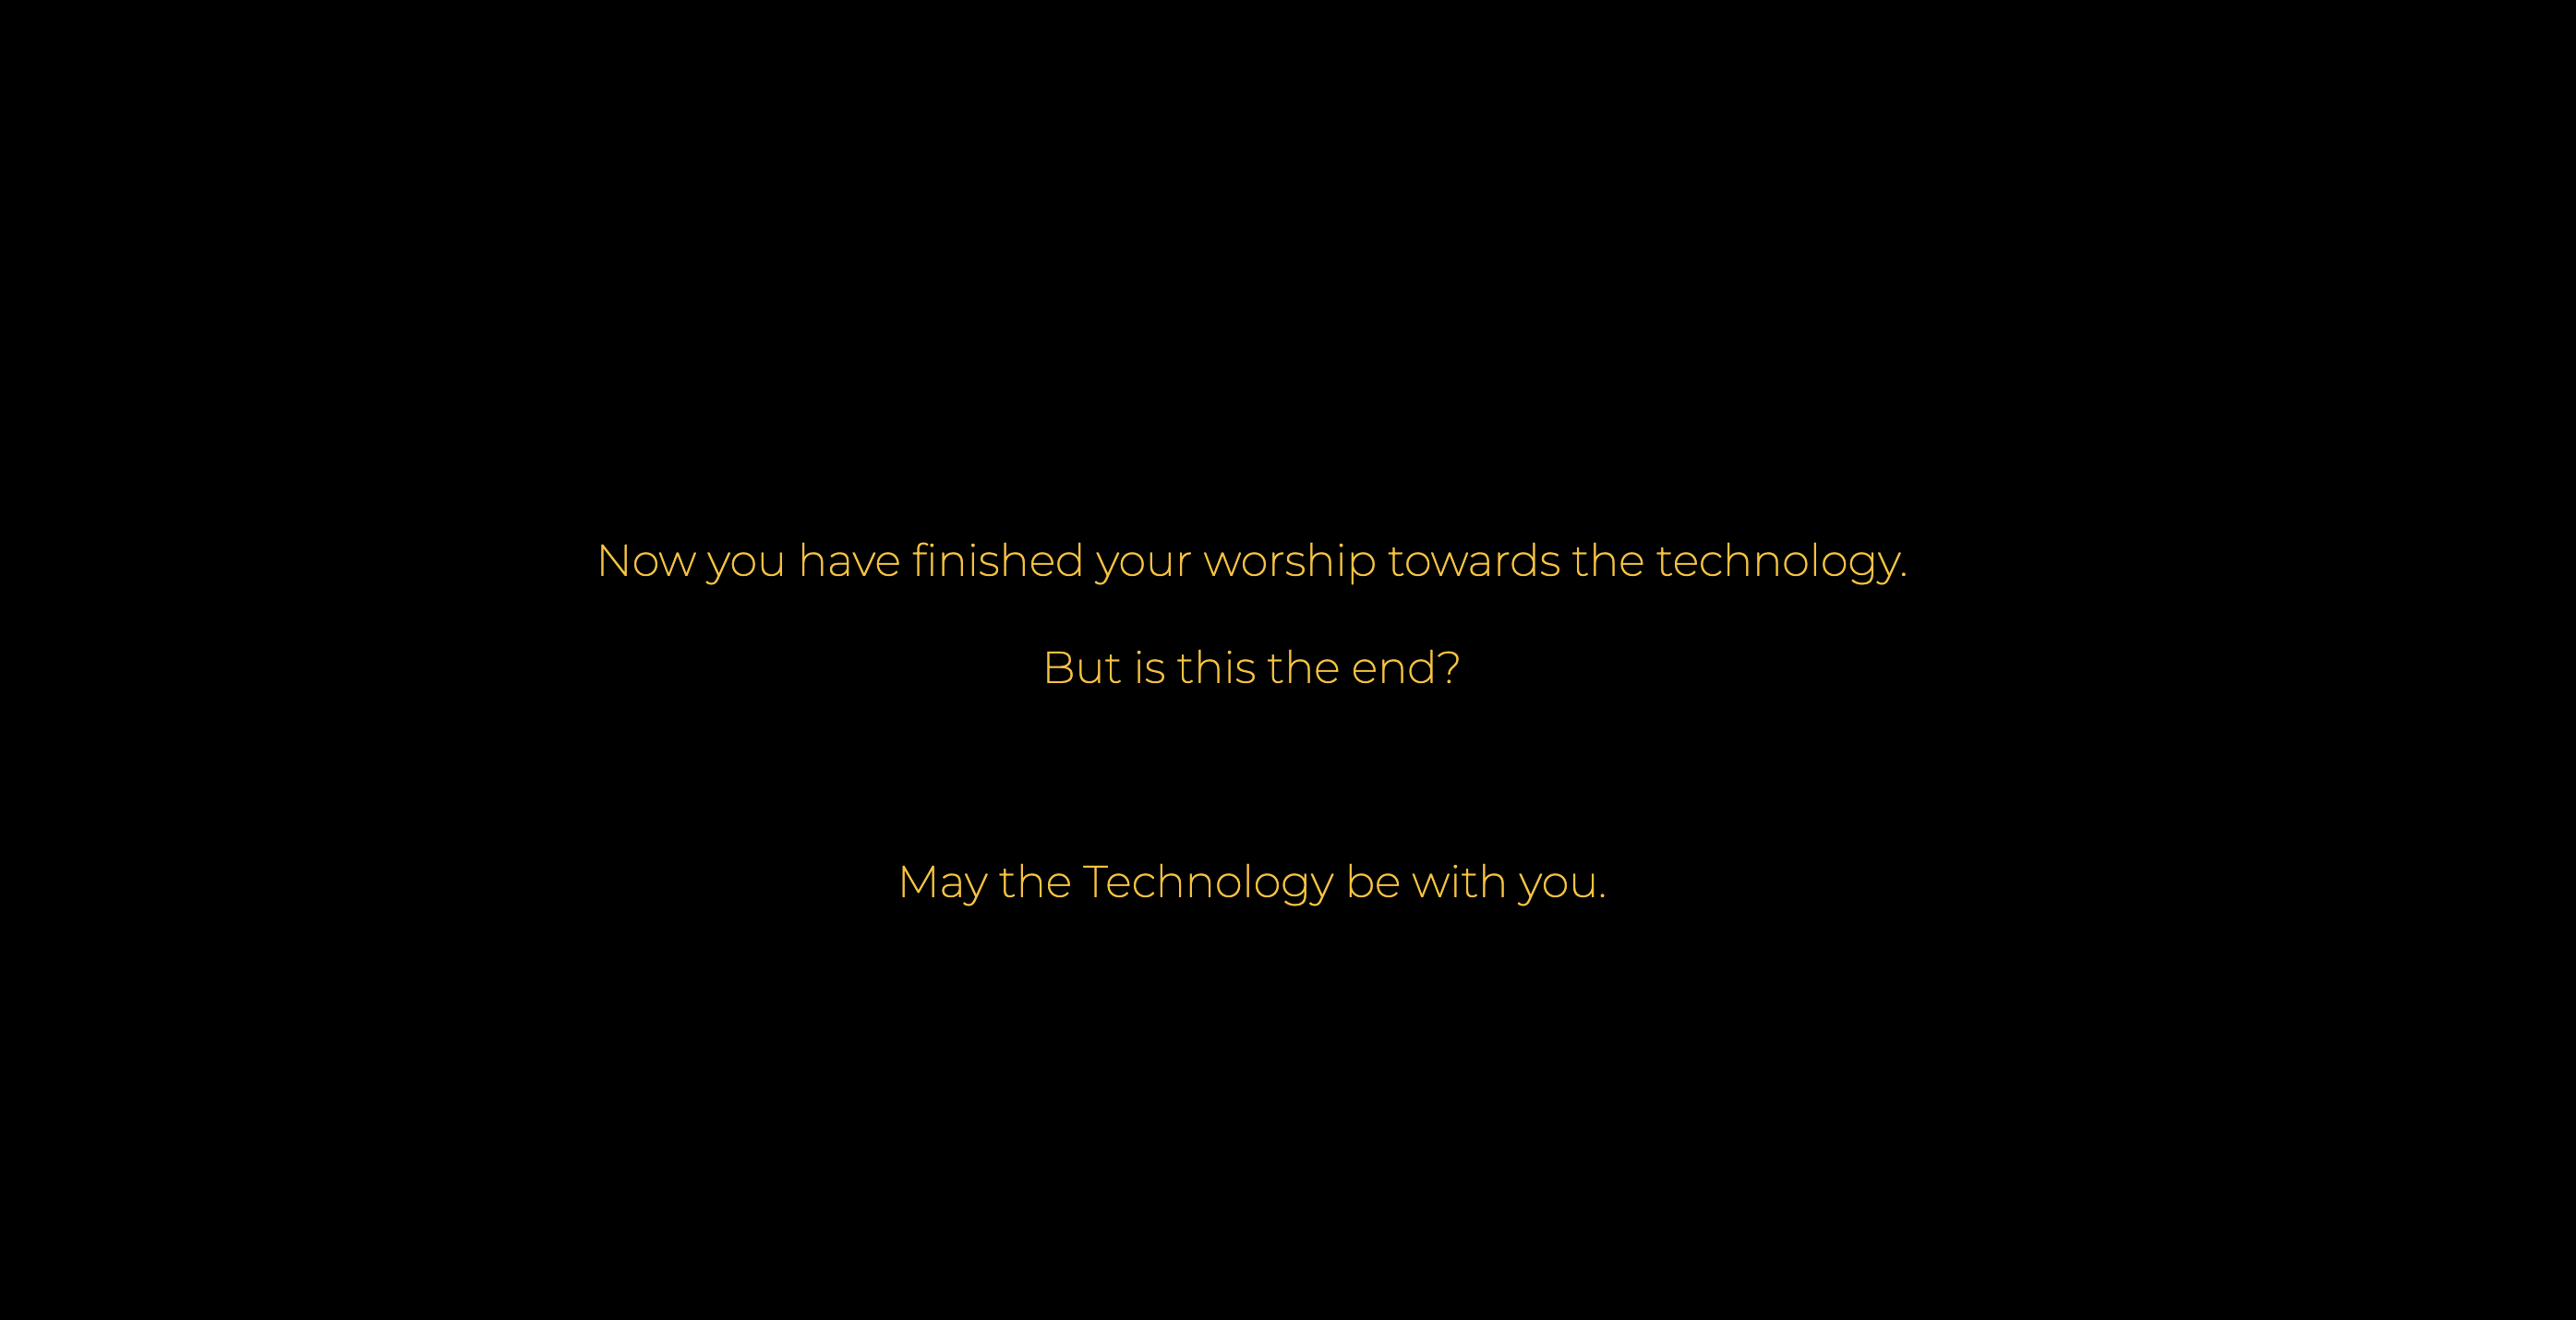 Now you have finished your worship towards the technology.
But is this the end?
May the Technology be with you.